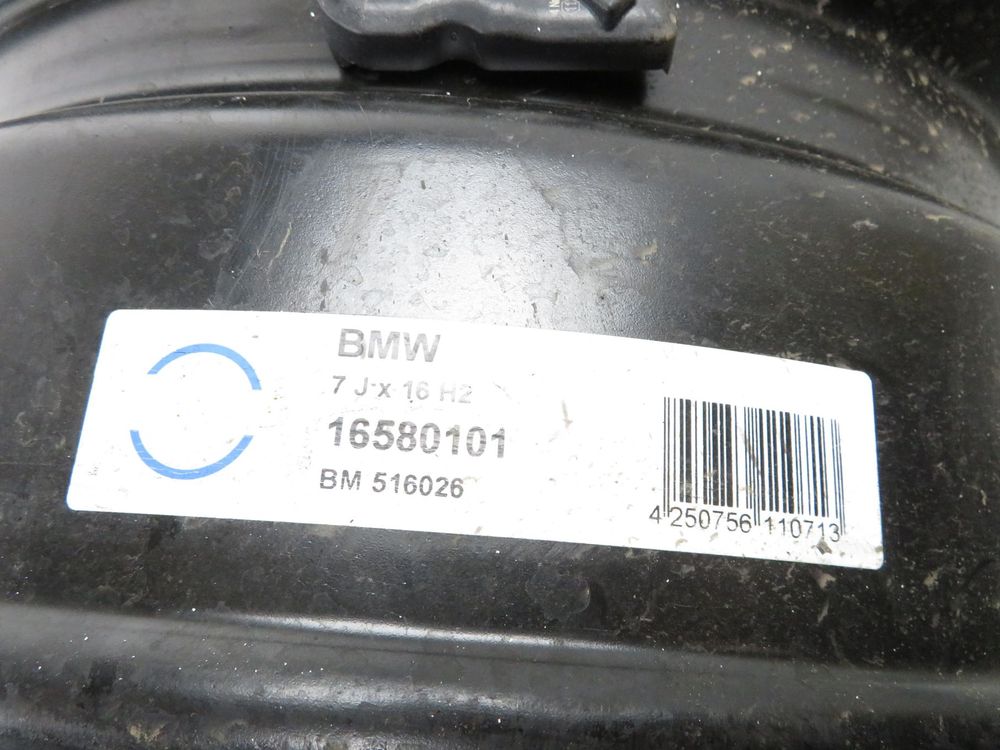 BMW
7 J x 16 H2
16580101
BM 516026
4 250756 110713